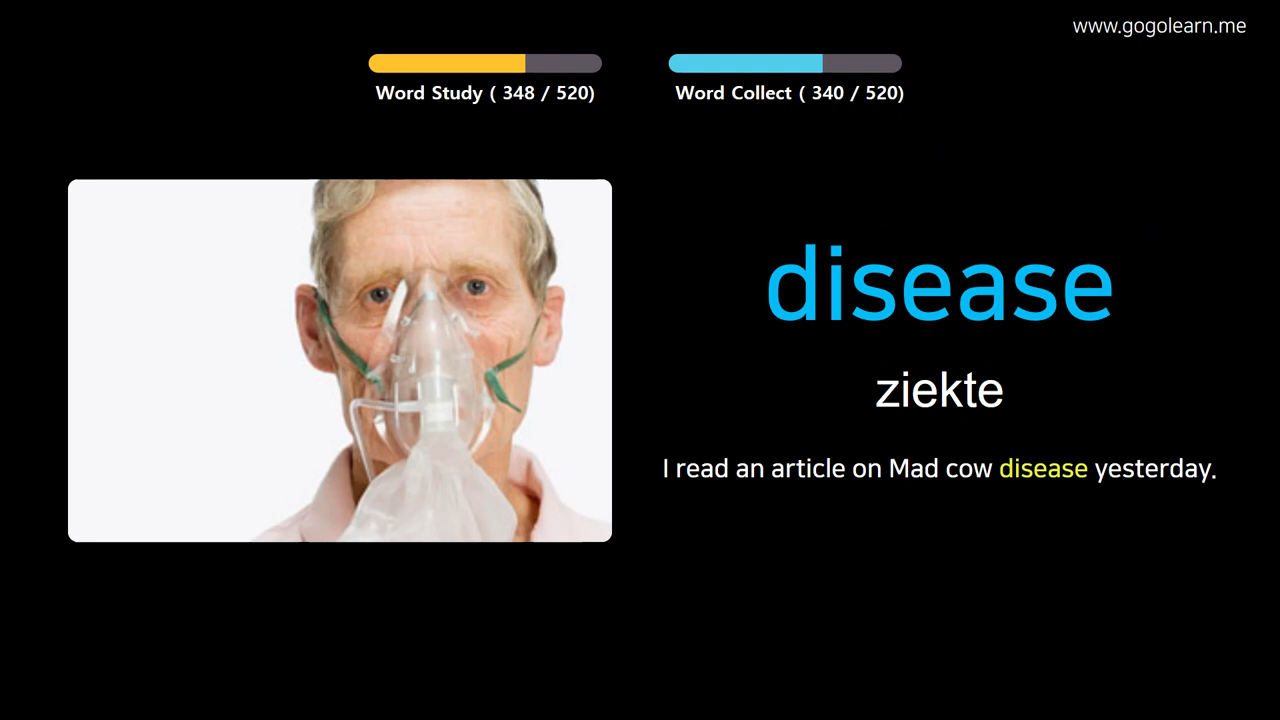 www.gogolearn.me
Word Study ( 348 / 520)
Word Collect ( 340 / 520)
disease
ziekte
I read an article on Mad cow disease yesterday.